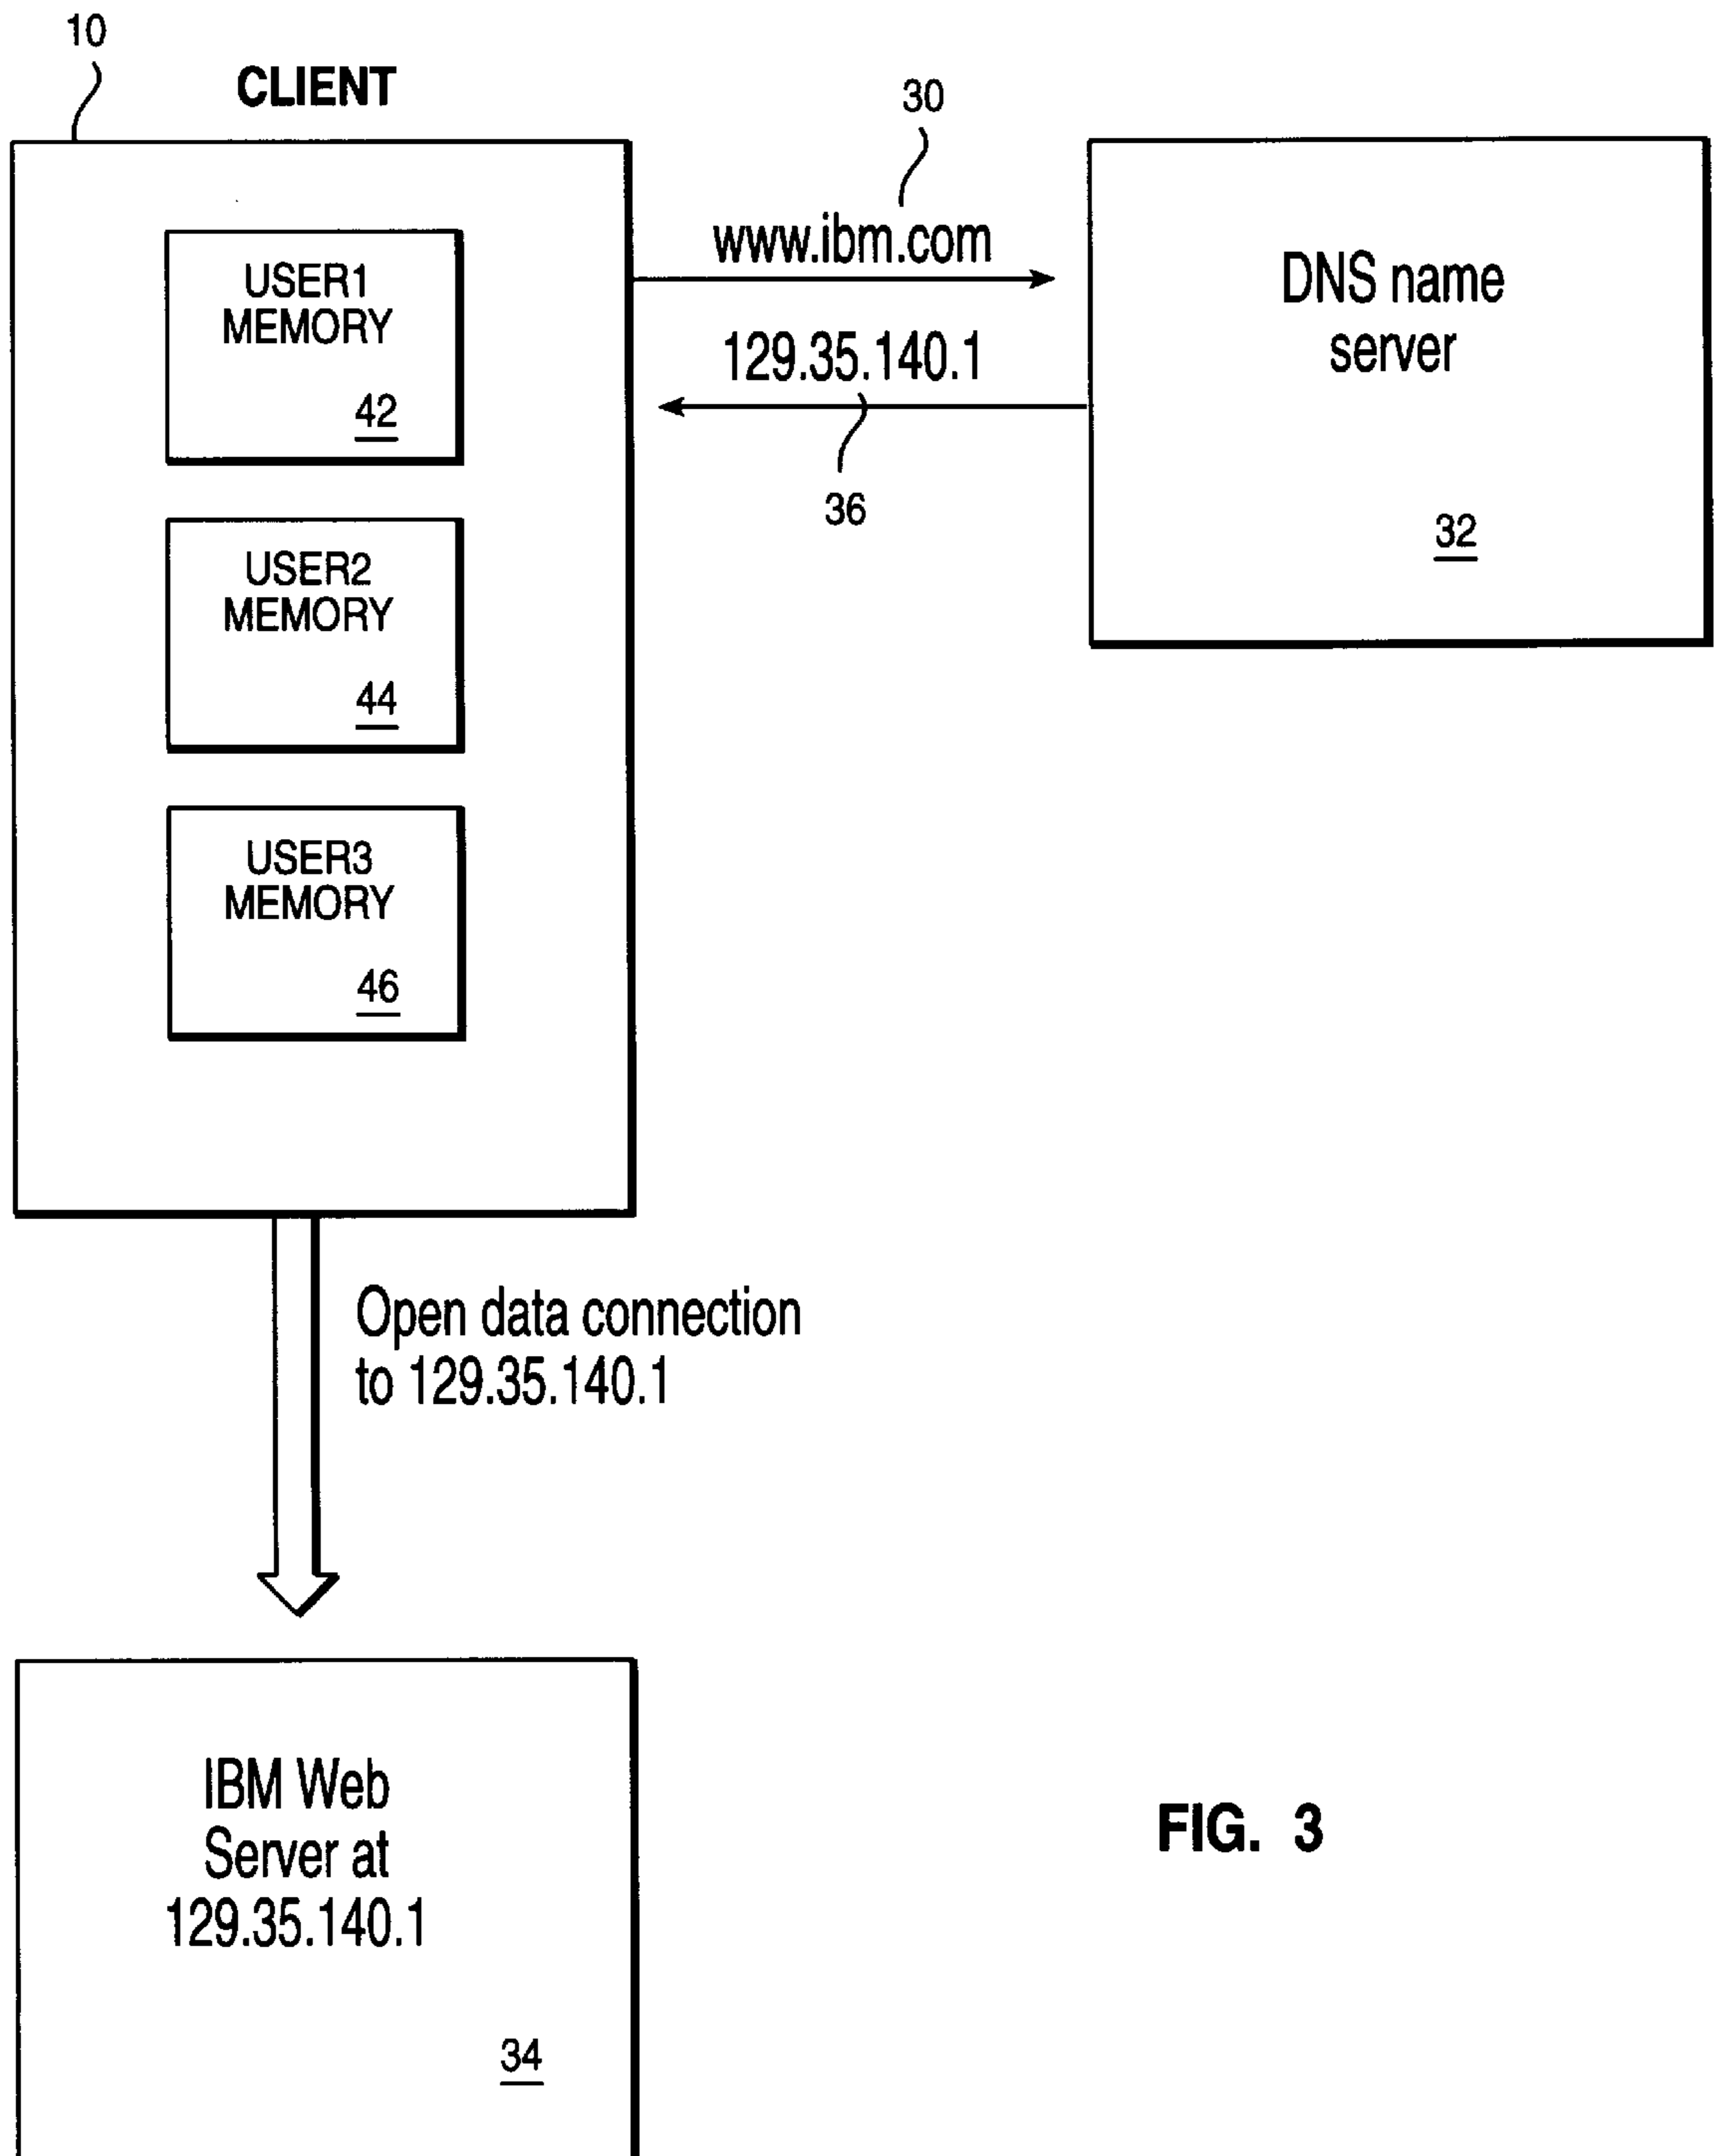 10
CLIENT
30
www.ibm.com
129.35.140.1
36
DNS name
server
32
USER1
MEMORY
42
USER2
MEMORY
44
USER3
MEMORY
46
Open data connection
to 129.35.140.1
IBM Web
Server at
129.35.140.1
34
FIG. 3